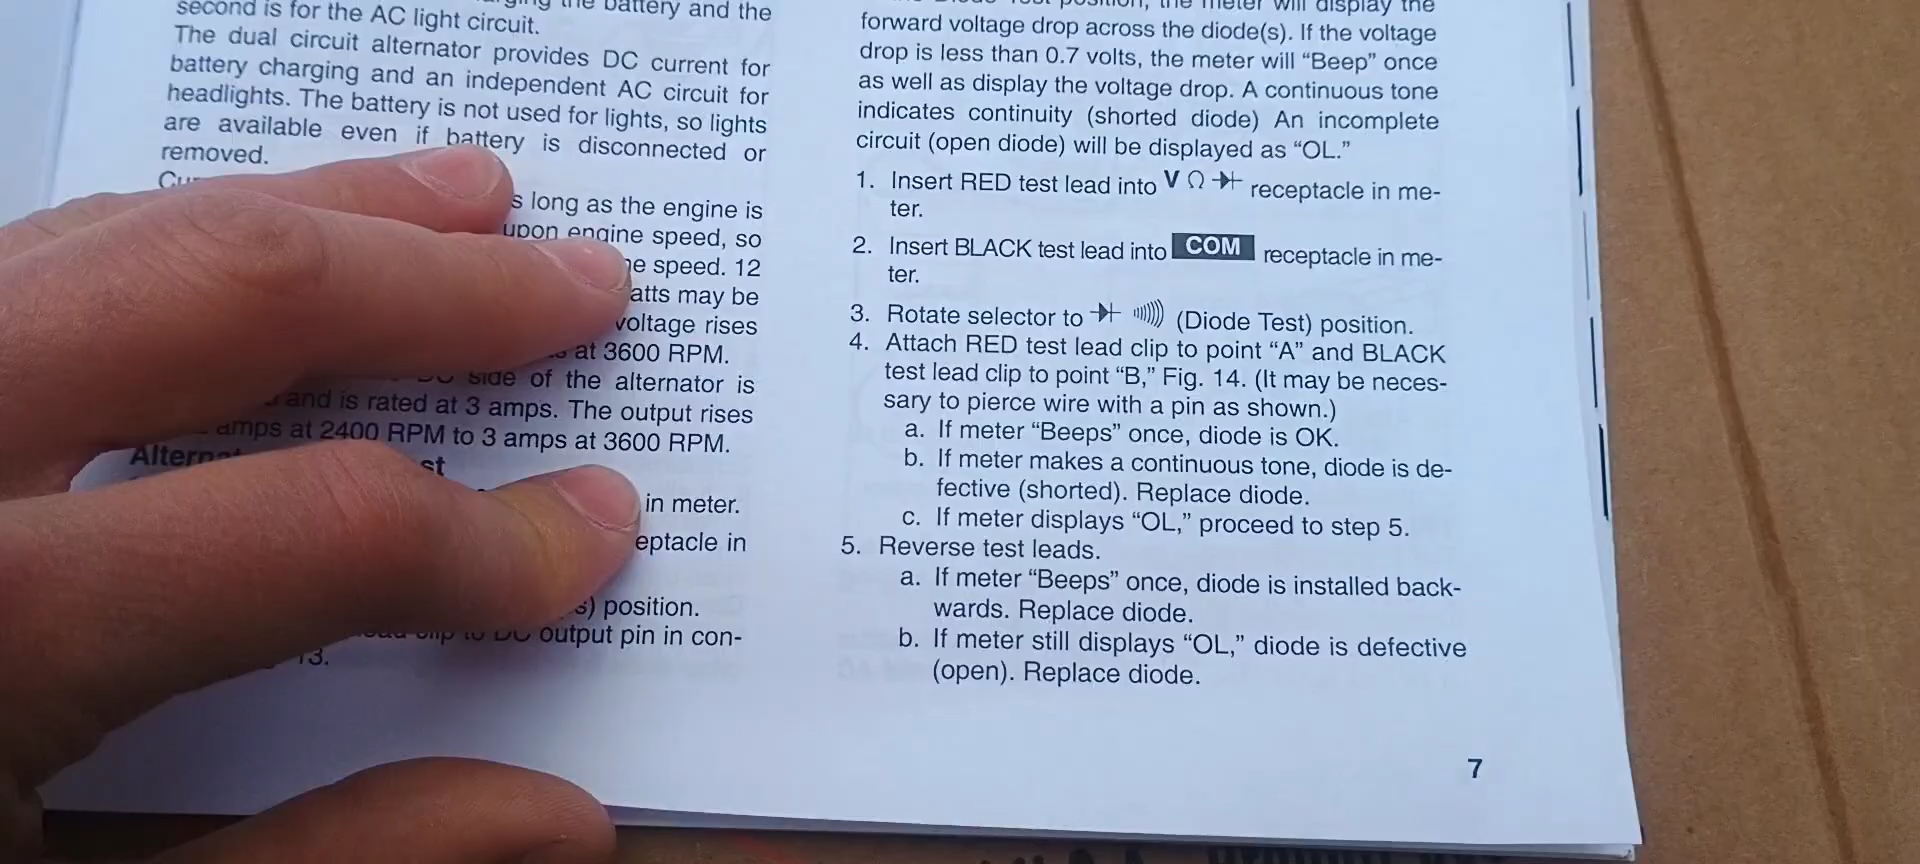 the battery and the
second is for the AC light circuit.
The dual circuit alternator provides DC current for
battery charging and an independent AC circuit for
headlights. The battery is not used for lights, so lights
are available even if battery is disconnected or
removed.
s long as the engine is
upon engine speed, so
speed. 12
may be
voltage rises
at 3600 RPM.
side of the alternator is
and is rated at 3 amps. The output rises
amps at 2400 RPM to 3 amps at 3600 RPM.
in meter.
in
position.
to DC output pin in con-
13.
the meter will display the
forward voltage drop across the diode(s). If the voltage
drop is less than 0.7 volts, the meter will “Beep” once
as well as display the voltage drop. A continuous tone
indicates continuity (shorted diode) An incomplete
circuit (open diode) will be displayed as “OL.”
1. Insert RED test lead into V Ω receptacle in me-
ter.
2. Insert BLACK test lead into COM receptacle in me-
ter.
3. Rotate selector to (Diode Test) position.
4. Attach RED test lead clip to point “A” and BLACK
test lead clip to point “B,” Fig. 14. (It may be neces-
sary to pierce wire with a pin as shown.)
a. If meter “Beeps” once, diode is OK.
b. If meter makes a continuous tone, diode is de-
fective (shorted). Replace diode.
c. If meter displays “OL,” proceed to step 5.
5. Reverse test leads.
a. If meter “Beeps” once, diode is installed back-
wards. Replace diode.
b. If meter still displays “OL,” diode is defective
(open). Replace diode.
7